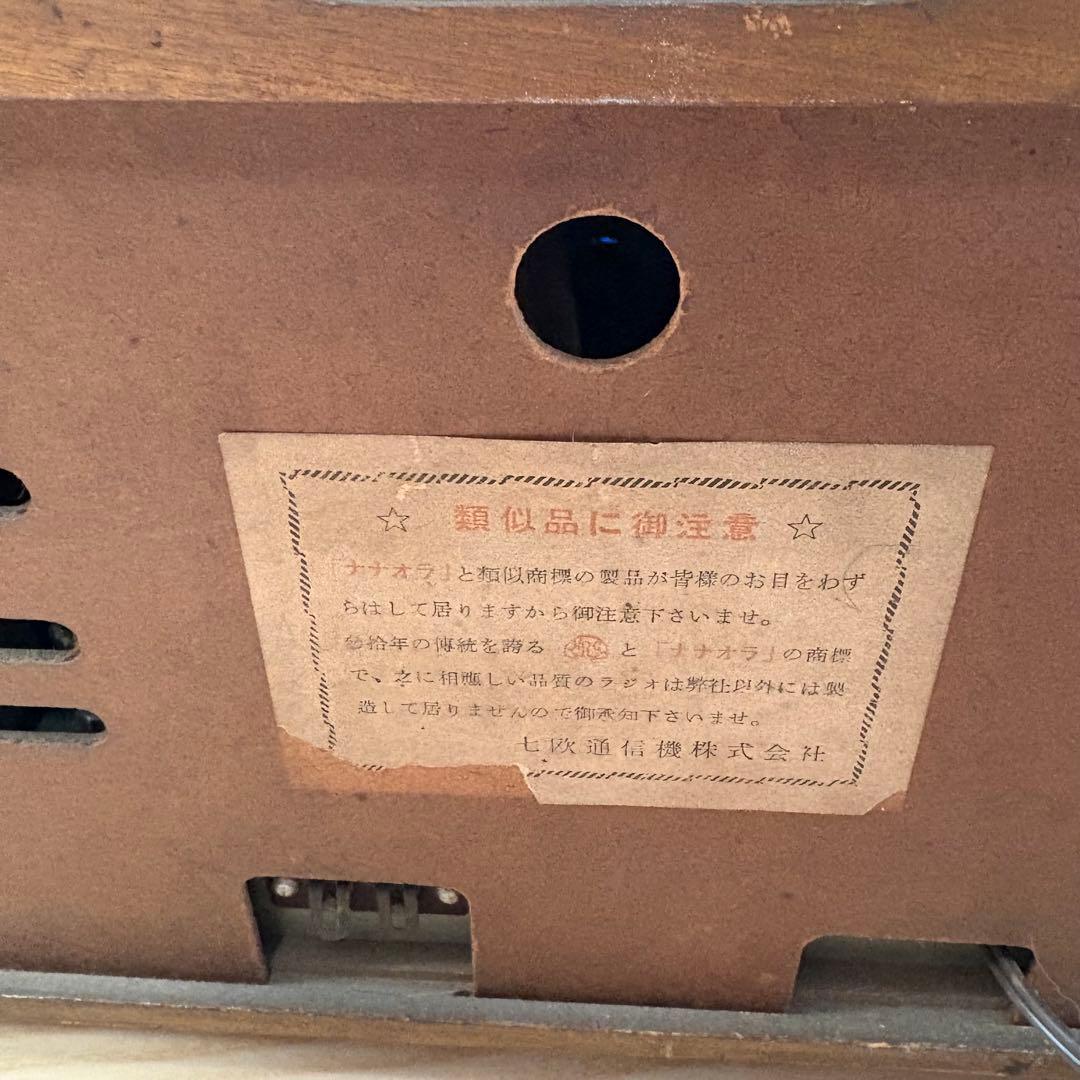 ☆ 類似品に御注意 ☆
「ナナオラ」と類似商標の製品が皆様のお目をわず
らはして居りますから御注意下さいませ。
拾年の傳統を誇る と「ナナオラ」の商標
で、之に相應しい品質のラジオは弊社以外には製
造して居りませんので御承知下さいませ。
七欧通信機株式会社